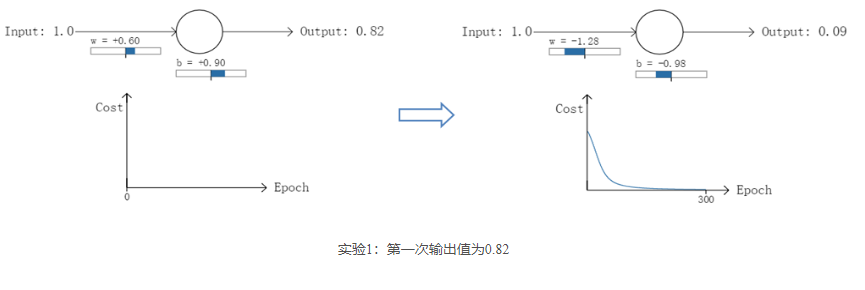 Input: 1.0
w = +0.60
b = +0.90
Output: 0.82
Cost
Epoch
0
Input: 1.0
w = -1.28
b = -0.98
Output: 0.09
Cost
Epoch
300
实验1：第一次输出值为0.82